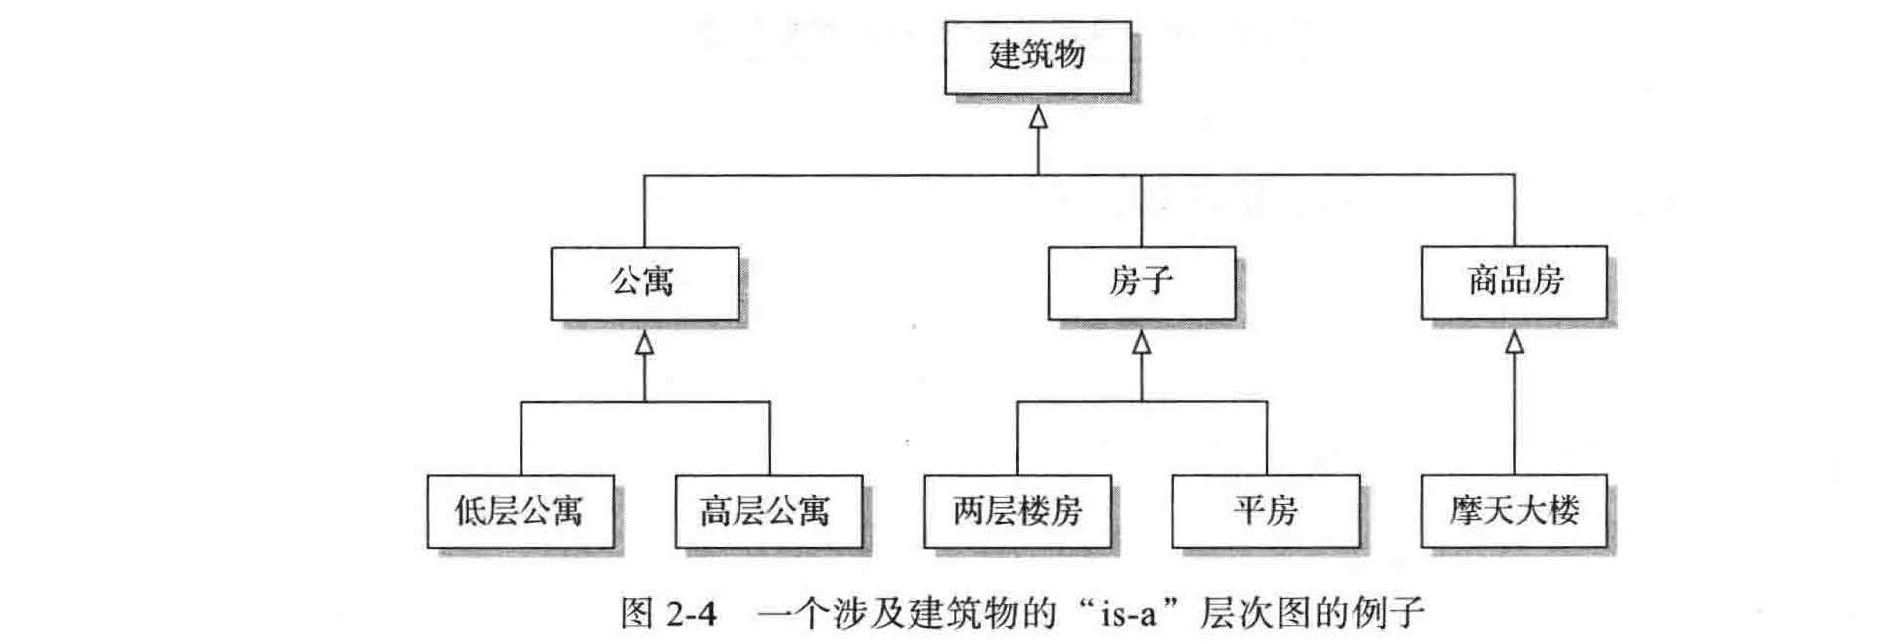 建筑物
公寓 房子 商品房
低层公寓 高层公寓 两层楼房 平房 摩天大楼
图 2-4 一个涉及建筑物的“is-a”层次图的例子